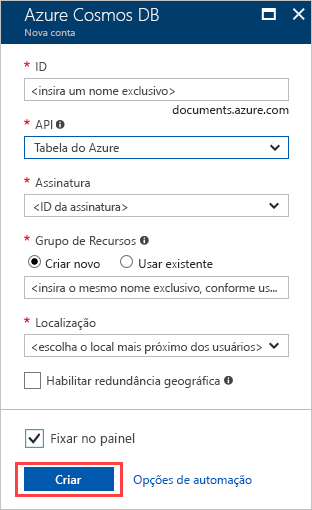 Azure Cosmos DB
Nova conta
* ID
<insira um nome exclusivo>
documents.azure.com
* API
Tabela do Azure
* Assinatura
<ID da assinatura>
* Grupo de Recursos
Criar novo Usar existente
<insira o mesmo nome exclusivo, conforme us...
* Localização
<escolha o local mais próximo dos usuários>
Habilitar redundância geográfica
Fixar no painel
Criar Opções de automação